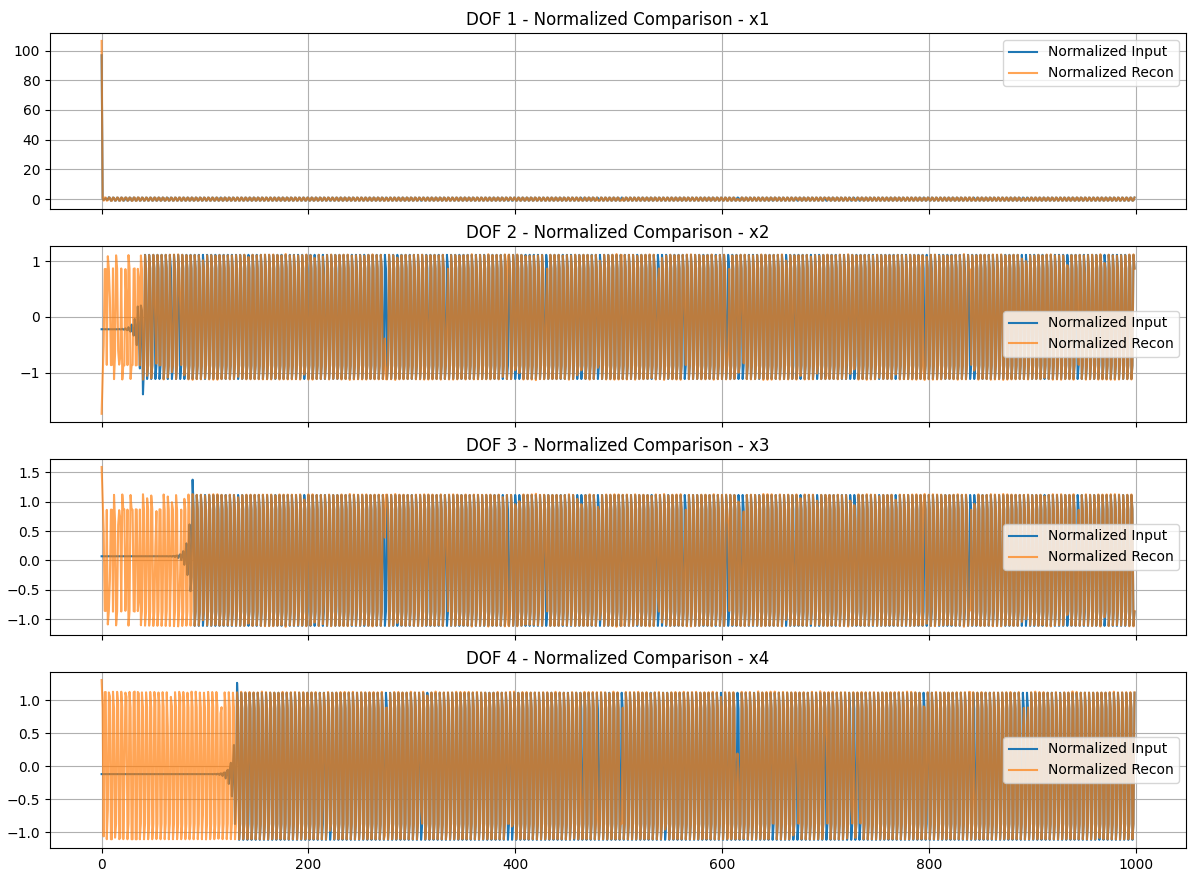 DOF 1 - Normalized Comparison - x1
100
80
60
40
20
0
Normalized Input
Normalized Recon
DOF 2 - Normalized Comparison - x2
1
0
−1
Normalized Input
Normalized Recon
DOF 3 - Normalized Comparison - x3
1.5
1.0
0.5
0.0
−0.5
−1.0
Normalized Input
Normalized Recon
DOF 4 - Normalized Comparison - x4
1.0
0.5
0.0
−0.5
−1.0
Normalized Input
Normalized Recon
0 200 400 600 800 1000